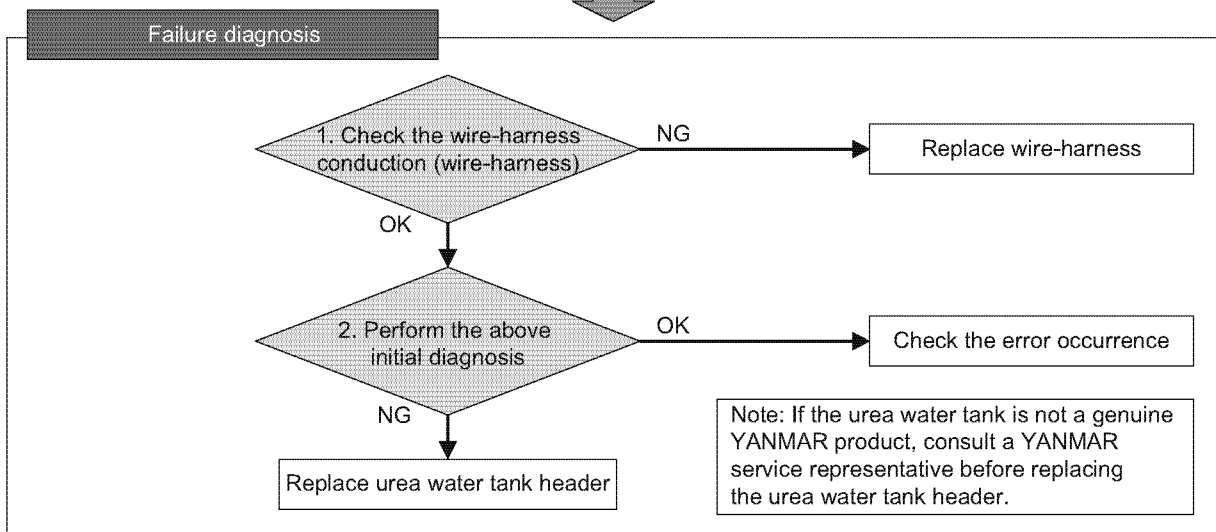 Failure diagnosis
1. Check the wire-harness
conduction (wire-harness)
NG
Replace wire-harness
OK
2. Perform the above
initial diagnosis
OK
Check the error occurrence
NG
Replace urea water tank header
Note: If the urea water tank is not a genuine
YANMAR product, consult a YANMAR
service representative before replacing
the urea water tank header.